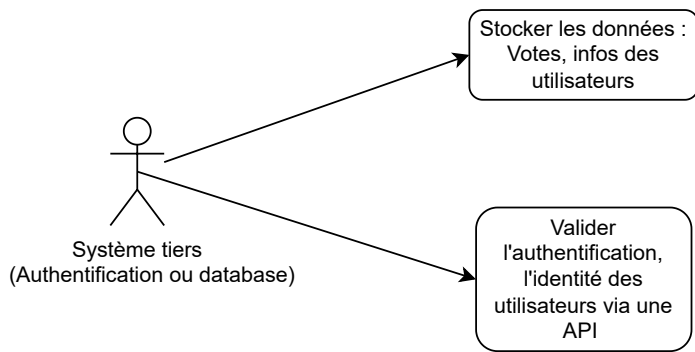 Stocker les données :
Votes, infos des
utilisateurs
Système tiers
(Authentification ou database)
Valider
l'authentification,
l'identité des
utilisateurs via une
API